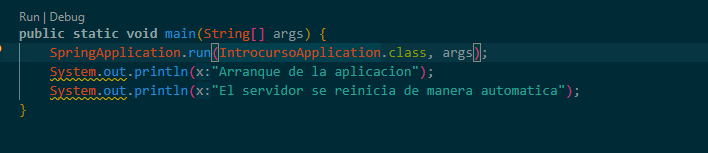 Run | Debug
public static void main(String[] args) {
SpringApplication.run(IntrocursoApplication.class, args);
System.out.println(x:"Arranque de la aplicacion");
System.out.println(x:"El servidor se reinicia de manera automatica");
}